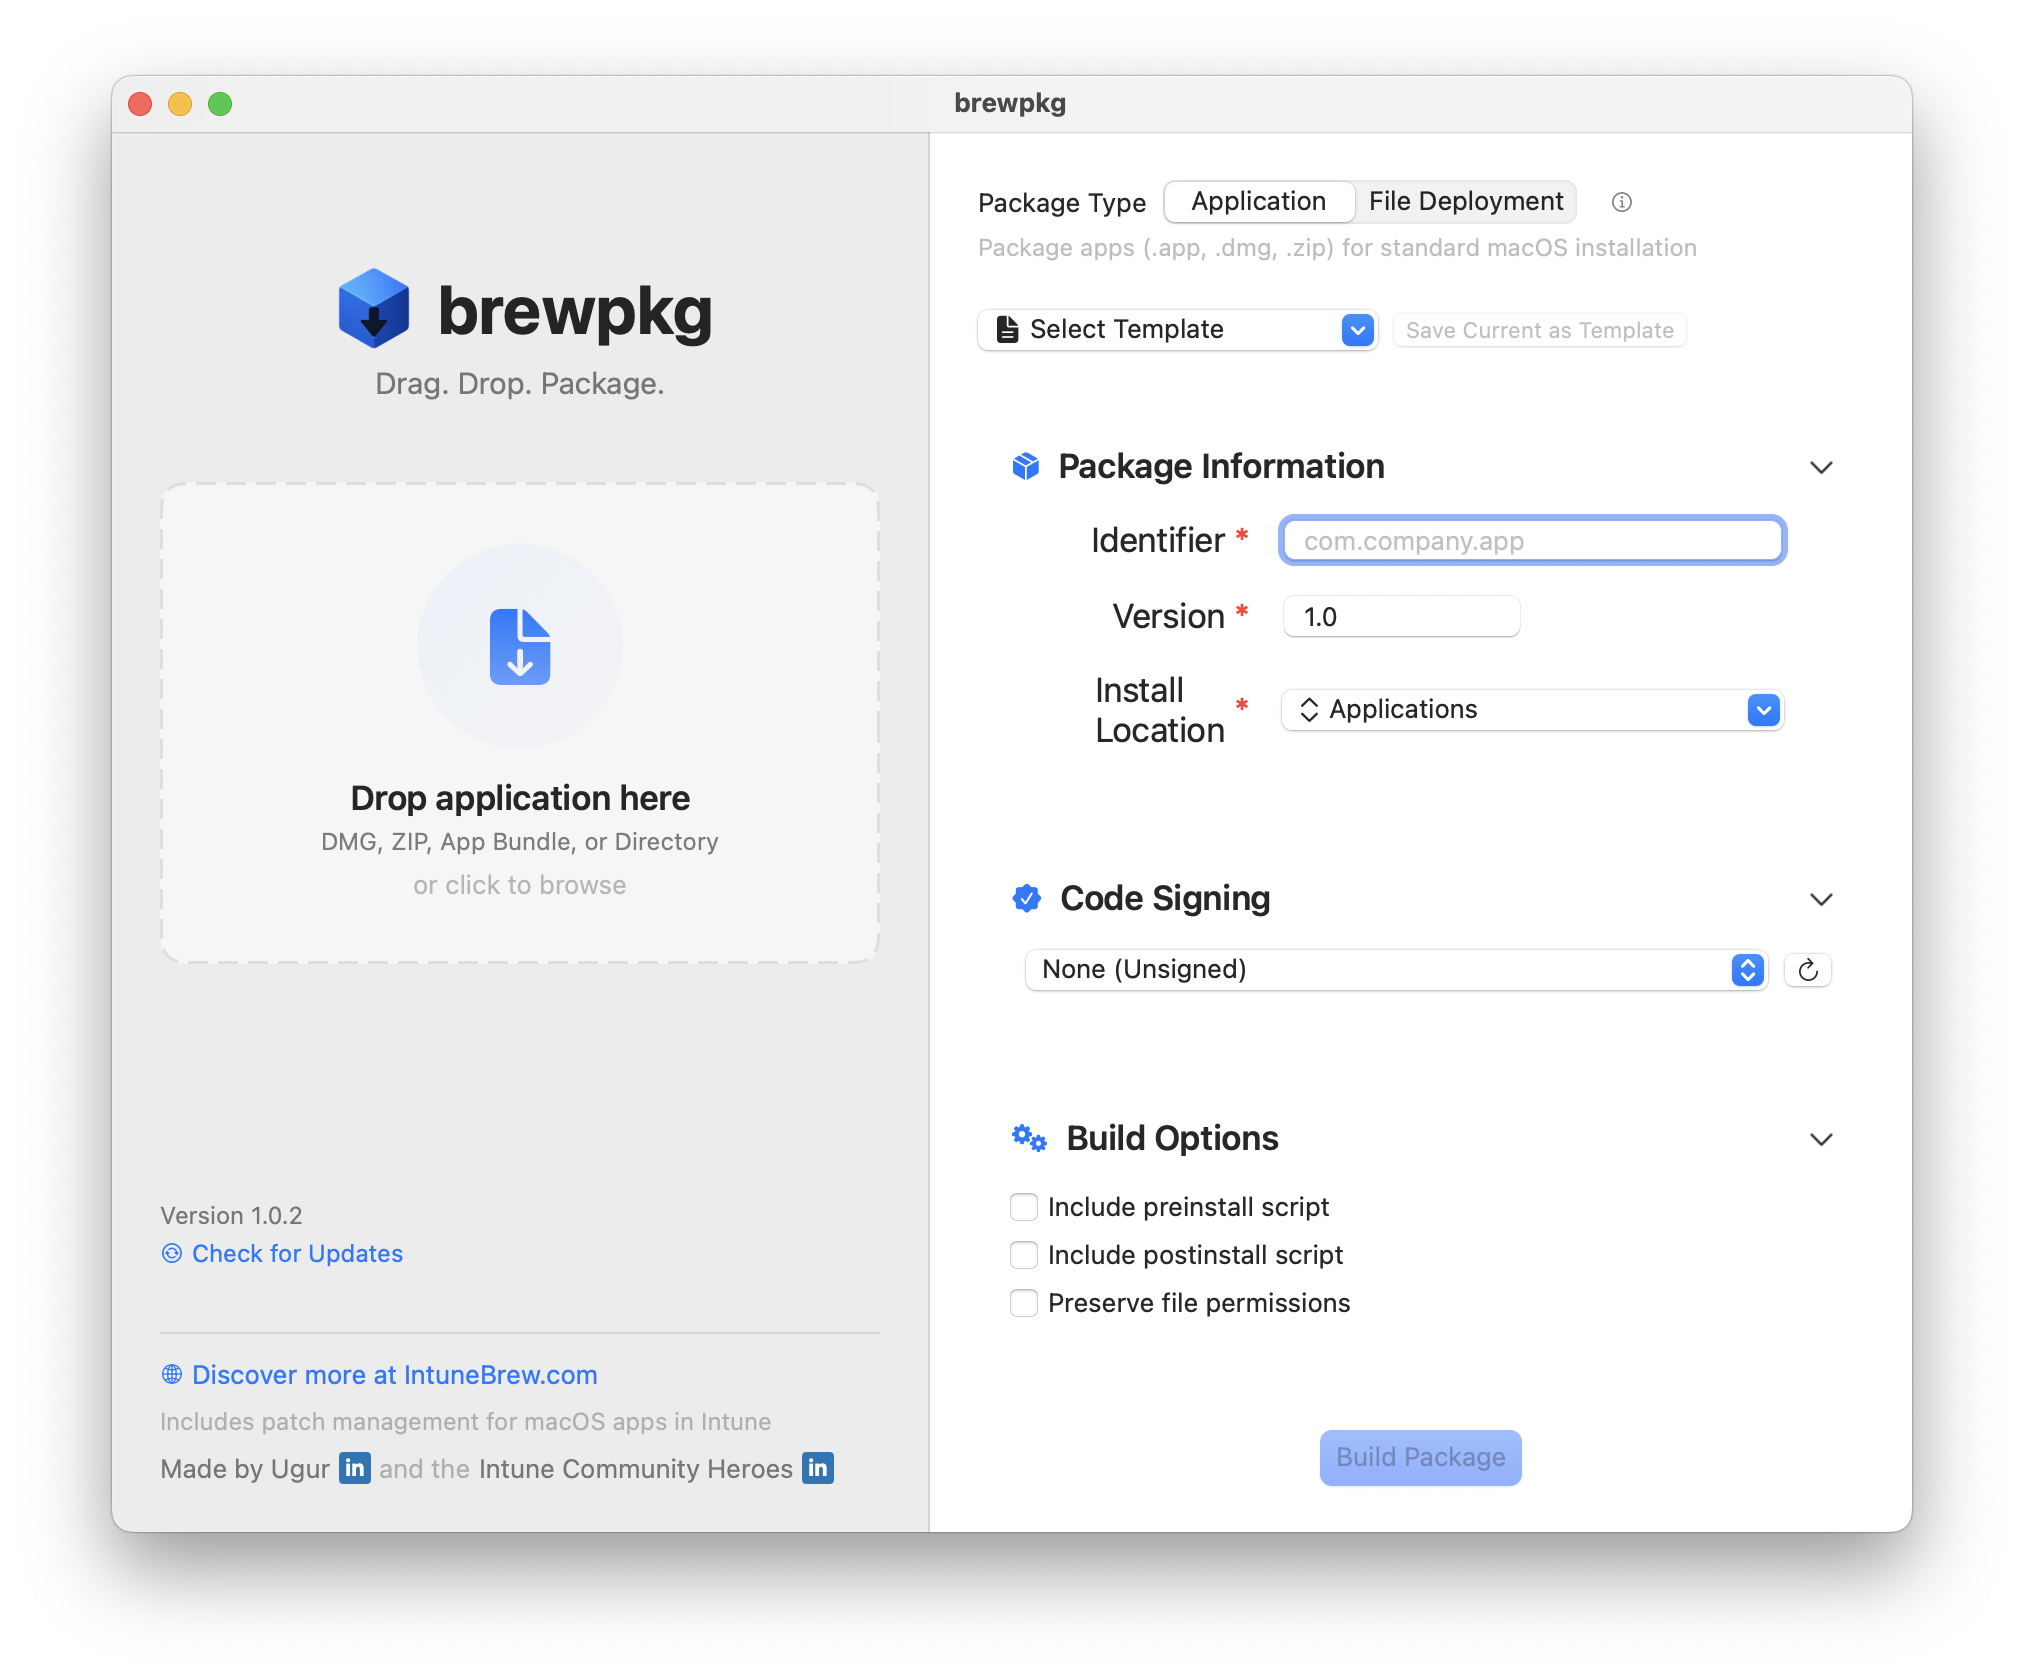 brewpkg
brewpkg
Drag. Drop. Package.
Drop application here
DMG, ZIP, App Bundle, or Directory
or click to browse
Version 1.0.2
Check for Updates
Discover more at IntuneBrew.com
Includes patch management for macOS apps in Intune
Made by Ugur in and the Intune Community Heroes in
Package Type Application File Deployment
Package apps (.app, .dmg, .zip) for standard macOS installation
Select Template Save Current as Template
Package Information
Identifier * com.company.app
Version * 1.0
Install
Location * Applications
Code Signing
None (Unsigned)
Build Options
Include preinstall script
Include postinstall script
Preserve file permissions
Build Package